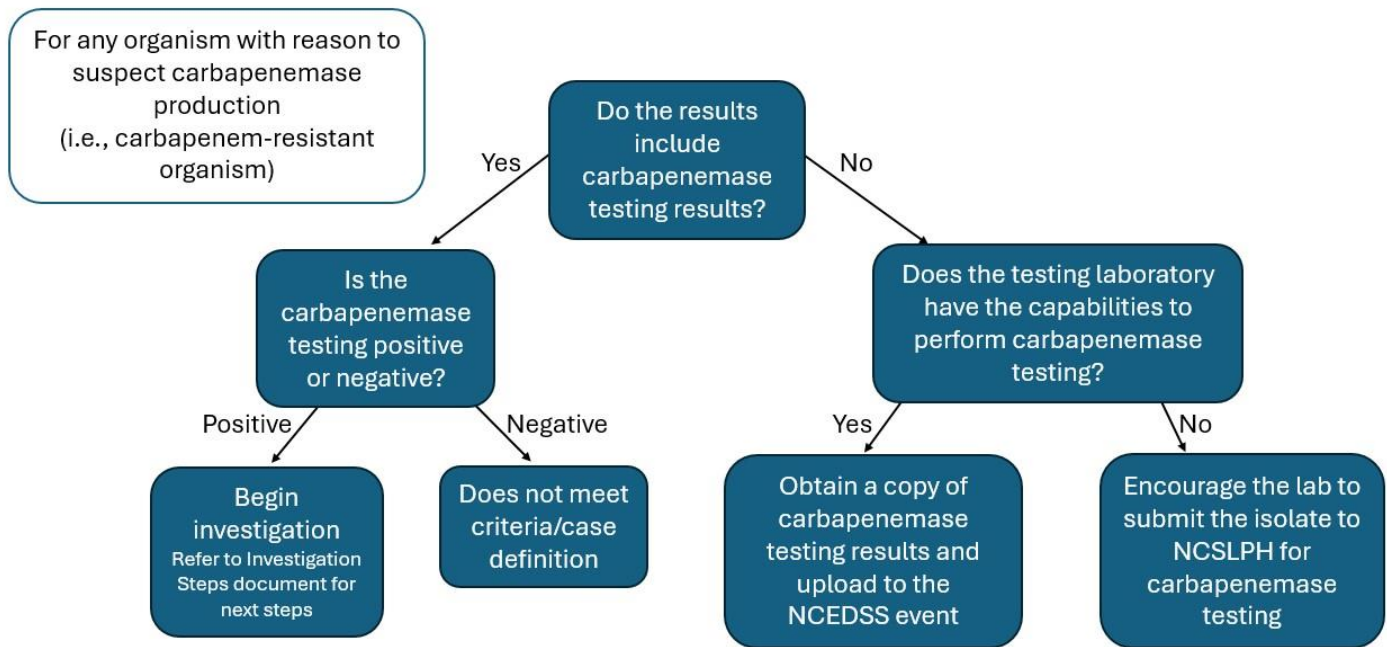 For any organism with reason to
suspect carbapenemase
production
(i.e., carbapenem-resistant
organism)
Do the results
include
carbapenemase
testing results?
Yes
No
Is the
carbapenemase
testing positive
or negative?
Does the testing laboratory
have the capabilities to
perform carbapenemase
testing?
Positive
Negative
Yes
No
Begin
investigation
Refer to Investigation
Steps document for
next steps
Does not meet
criteria/case
definition
Obtain a copy of
carbapenemase
testing results and
upload to the
NCEDSS event
Encourage the lab to
submit the isolate to
NCSLPH for
carbapenemase
testing